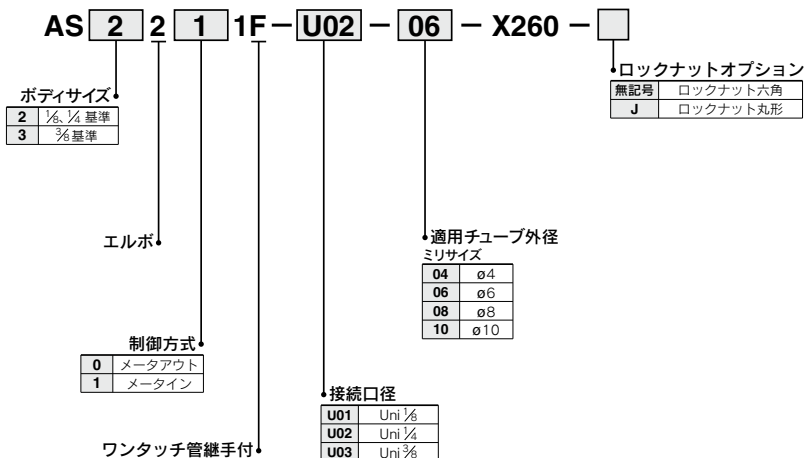 AS 2 2 1 1F－U02－06－X260－
ボディサイズ
2 1/8、1/4 基準
3 3/8 基準
エルボ
制御方式
0 メータアウト
1 メータイン
ワンタッチ管継手付
接続口径
U01 Uni 1/8
U02 Uni 1/4
U03 Uni 3/8
適用チューブ外径
ミリサイズ
04 ø4
06 ø6
08 ø8
10 ø10
ロックナットオプション
無記号 ロックナット六角
J ロックナット丸形